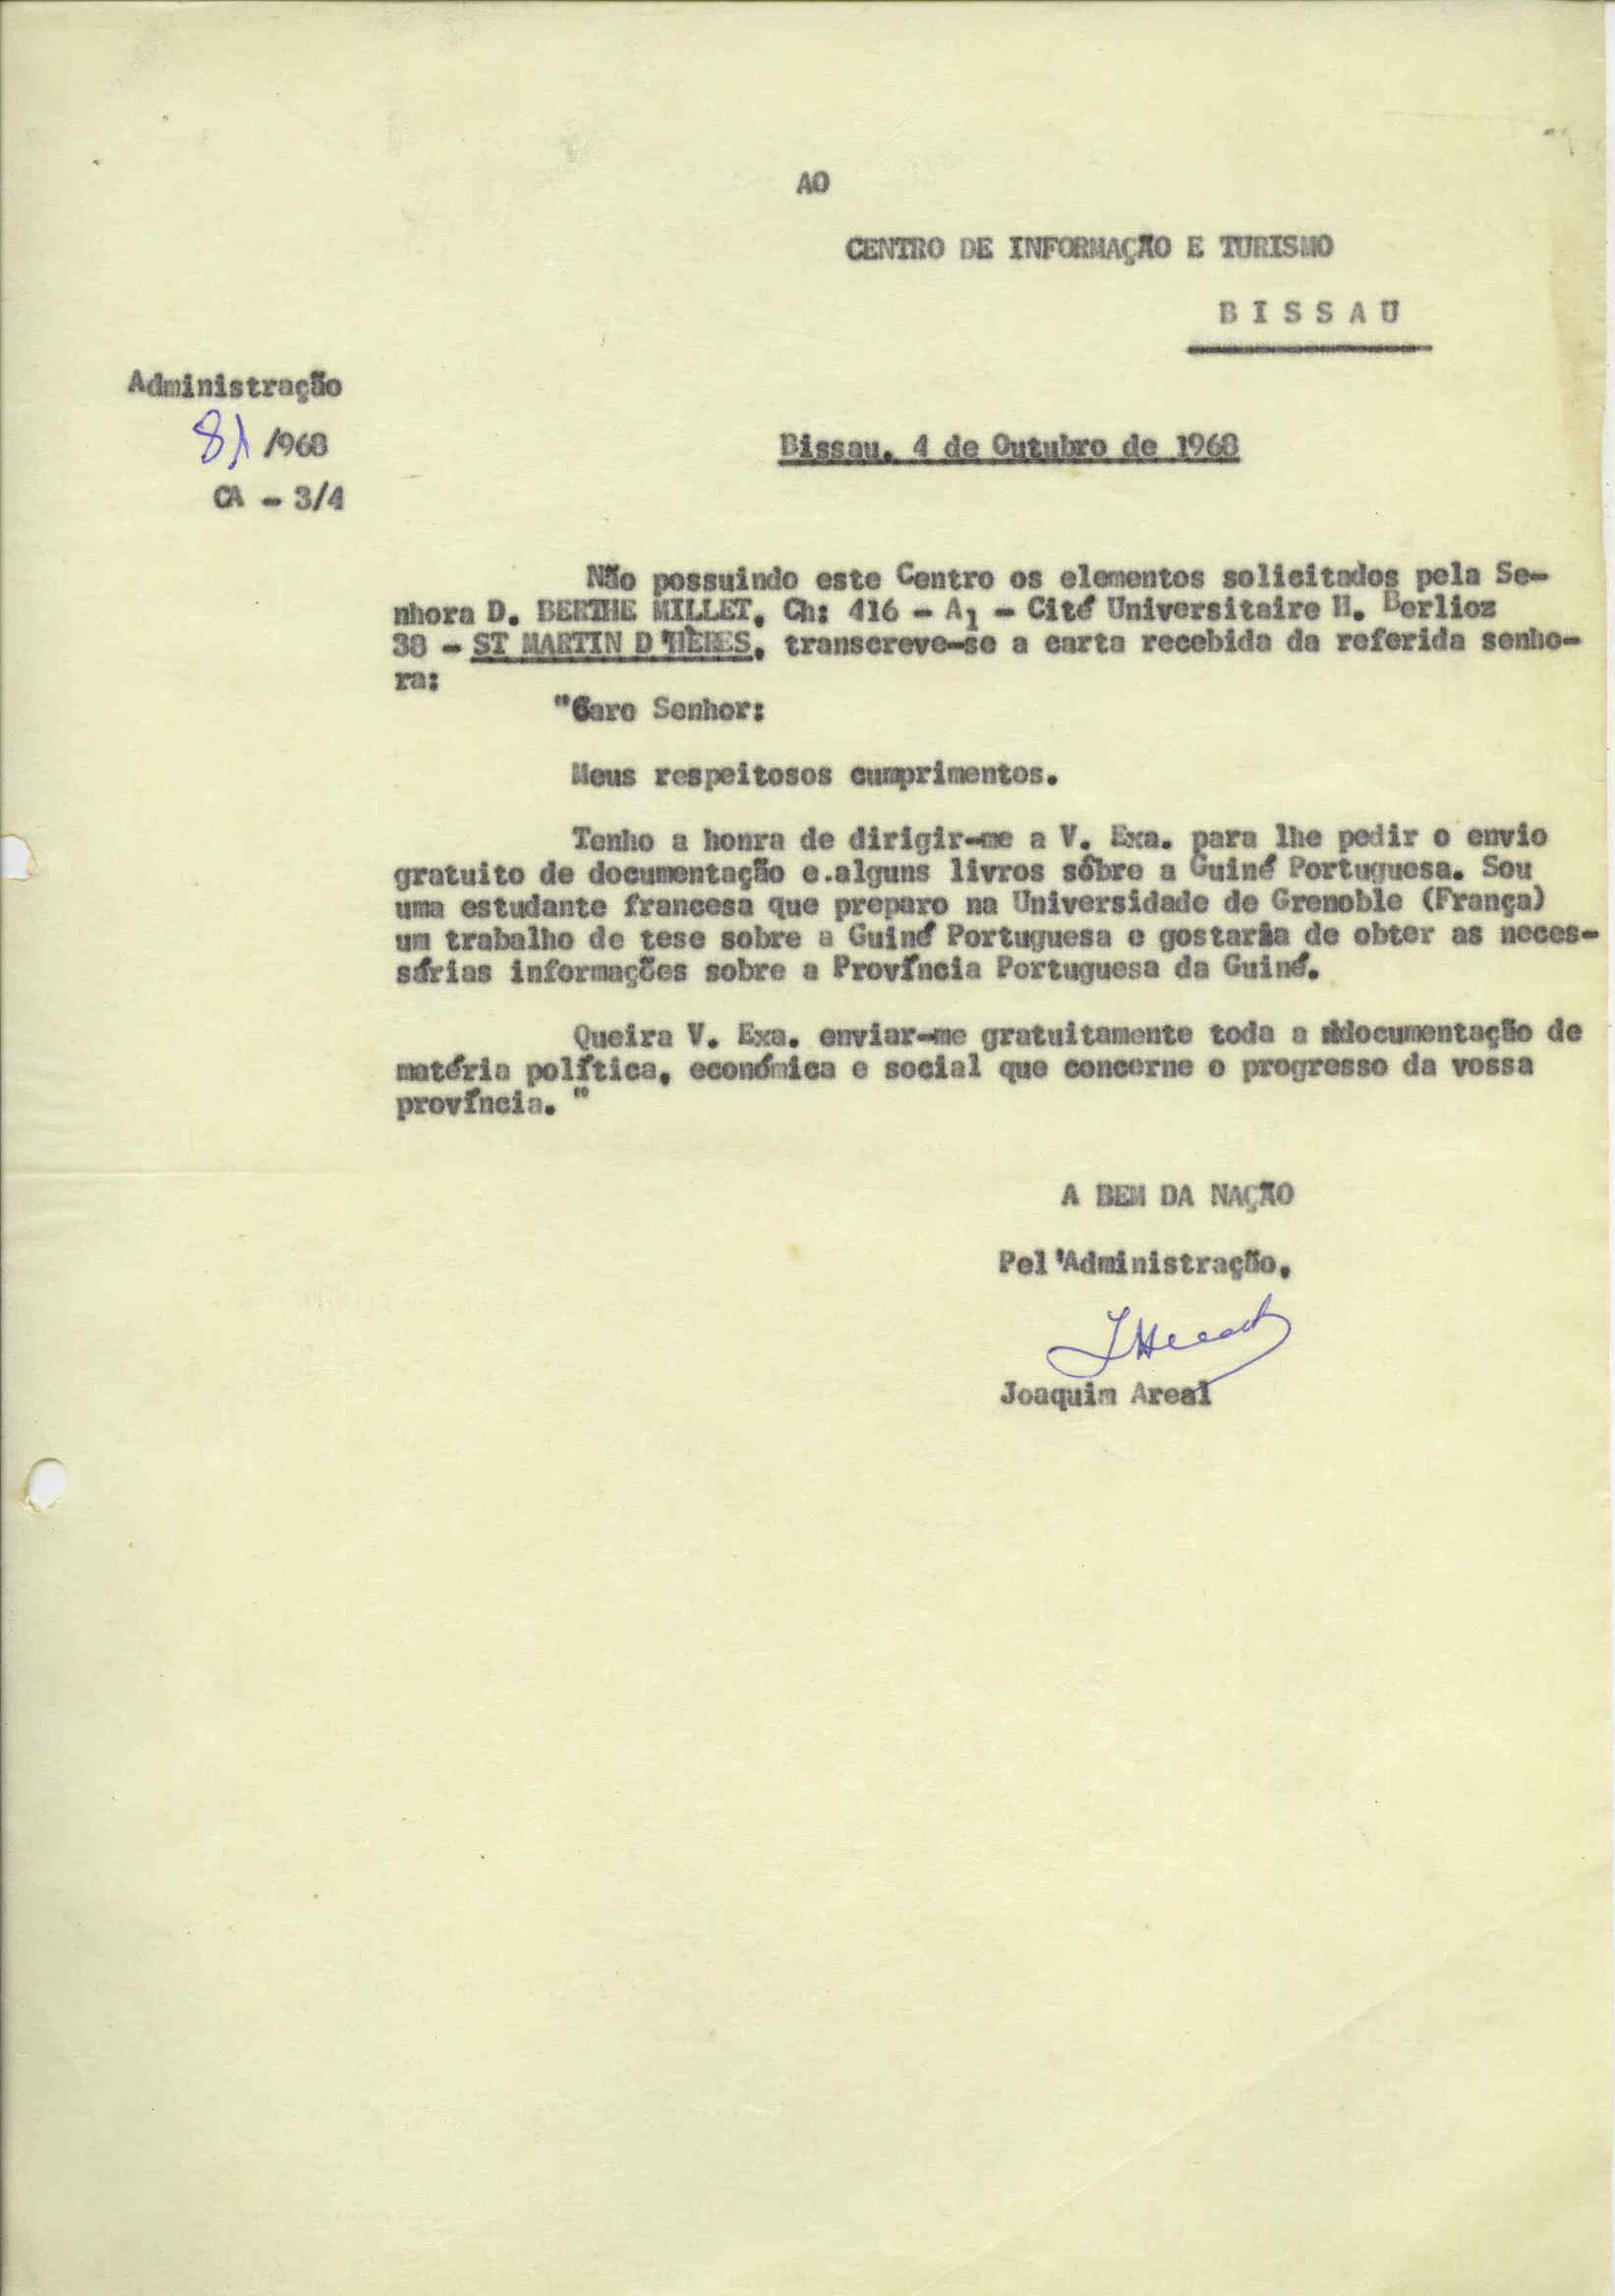 AO
CENTRO DE INFORMAÇÃO E TURISMO
B I S S A U
Administração
81 /968
CA - 3/4
Bissau, 4 de Outubro de 1968
Não possuindo este Centro os elementos solicitados pela Se-
nhora D. BERTHE MILLET, Ch: 416 - A1 - Cité Universitaire H. Berlioz
38 - ST MARTIN D'HÈRES, transcreve-se a carta recebida da referida senho-
ra:
"Caro Senhor:
Meus respeitosos cumprimentos.
Tenho a honra de dirigir-me a V. Exa. para lhe pedir o envio
gratuito de documentação e.alguns livros sôbre a Guiné Portuguesa. Sou
uma estudante francesa que preparo na Universidade de Grenoble (França)
um trabalho de tese sobre a Guiné Portuguesa e gostaria de obter as neces-
sárias informações sobre a Província Portuguesa da Guiné.
Queira V. Exa. enviar-me gratuitamente toda a documentação de
matéria política, económica e social que concerne o progresso da vossa
província. "
A BEM DA NAÇÃO
Pel'Administração,
JAreal
Joaquim Areal